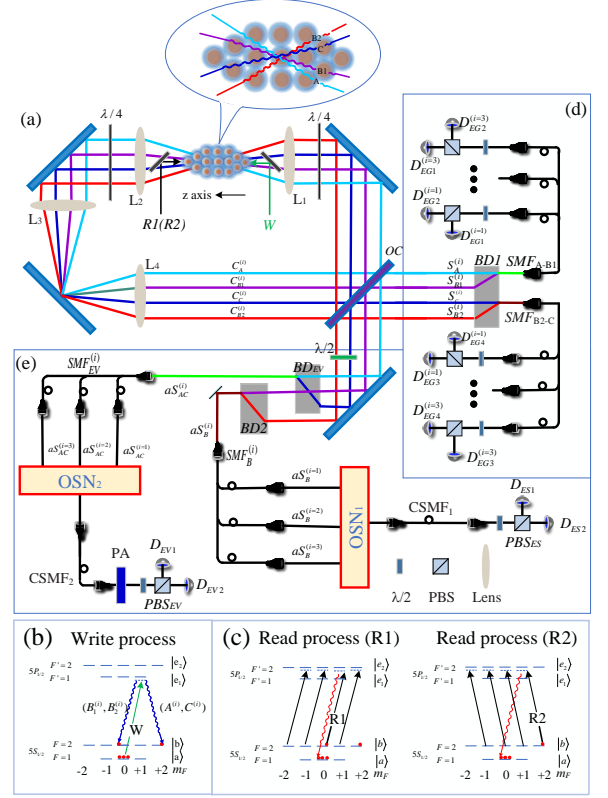 B2
C
B1
A
(a)
λ/4
λ/4
L3
L2
L1
z axis
R1(R2)
W
L4
C_A^(i)
C_B1^(i)
C_C^(i)
C_B2^(i)
OC
S_A^(i)
S_B1^(i)
S_C^(i)
S_B2^(i)
BD1
SMF_A-B1
SMF_B2-C
(d)
D_EG2^(i=3)
D_EG1^(i=3)
D_EG2^(i=1)
D_EG1^(i=1)
D_EG4^(i=1)
D_EG3^(i=1)
D_EG4^(i=3)
D_EG3^(i=3)
λ/2
(e)
SMF_EV^(i)
aS_AC^(i)
BD_EV
BD2
aS_B^(i)
SMF_B^(i)
aS_AC^(i=3)
aS_AC^(i=2)
aS_AC^(i=1)
OSN2
CSMF2
PA
D_EV1
D_EV2
PBS_EV
aS_B^(i=1)
aS_B^(i=2)
aS_B^(i=3)
OSN1
CSMF1
D_ES1
D_ES2
PBS_ES
λ/2
PBS
Lens
(b) Write process
5P1/2
F'=2
F'=1
|e2⟩
|e1⟩
(B1^(i), B2^(i))
(A^(i), C^(i))
W
5S1/2
F=2
F=1
|b⟩
|a⟩
-2 -1 0 +1 +2 mF
(c) Read process (R1)
Read process (R2)
5P1/2
F'=2
F'=1
|e2⟩
|e1⟩
R1
R2
5S1/2
F=2
F=1
|b⟩
|a⟩
-2 -1 0 +1 +2
-2 -1 0 +1 +2 mF